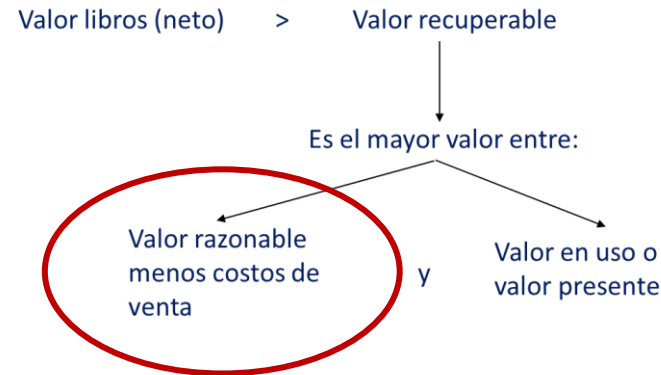 Valor libros (neto) > Valor recuperable
Es el mayor valor entre:
Valor razonable
menos costos de
venta
y
Valor en uso o
valor presente